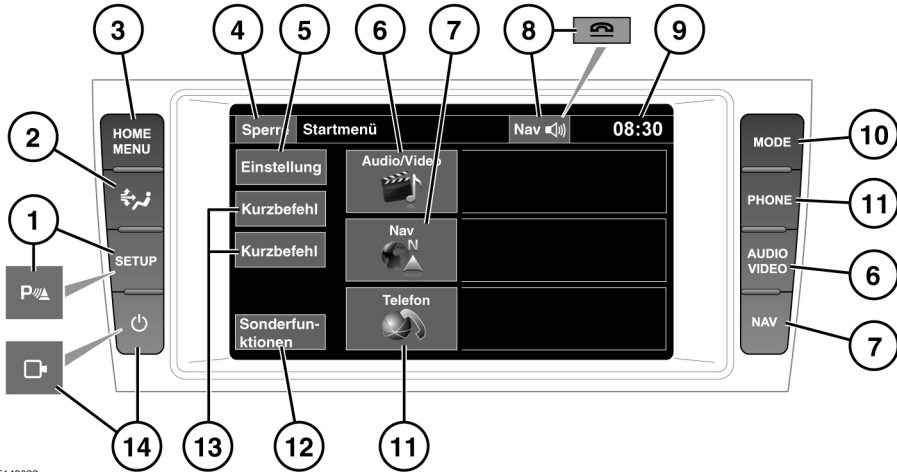 3
4
5
6
7
8
9
HOME
MENU
Sperre
Startmenü
Nav
08:30
MODE
10
2
Einstellung
Audio/Video
Kurzbefehl
PHONE
11
1
Nav
N
Kurzbefehl
SETUP
AUDIO
VIDEO
6
P
Telefon
NAV
Sonderfun-
ktionen
7
14
13
12
11